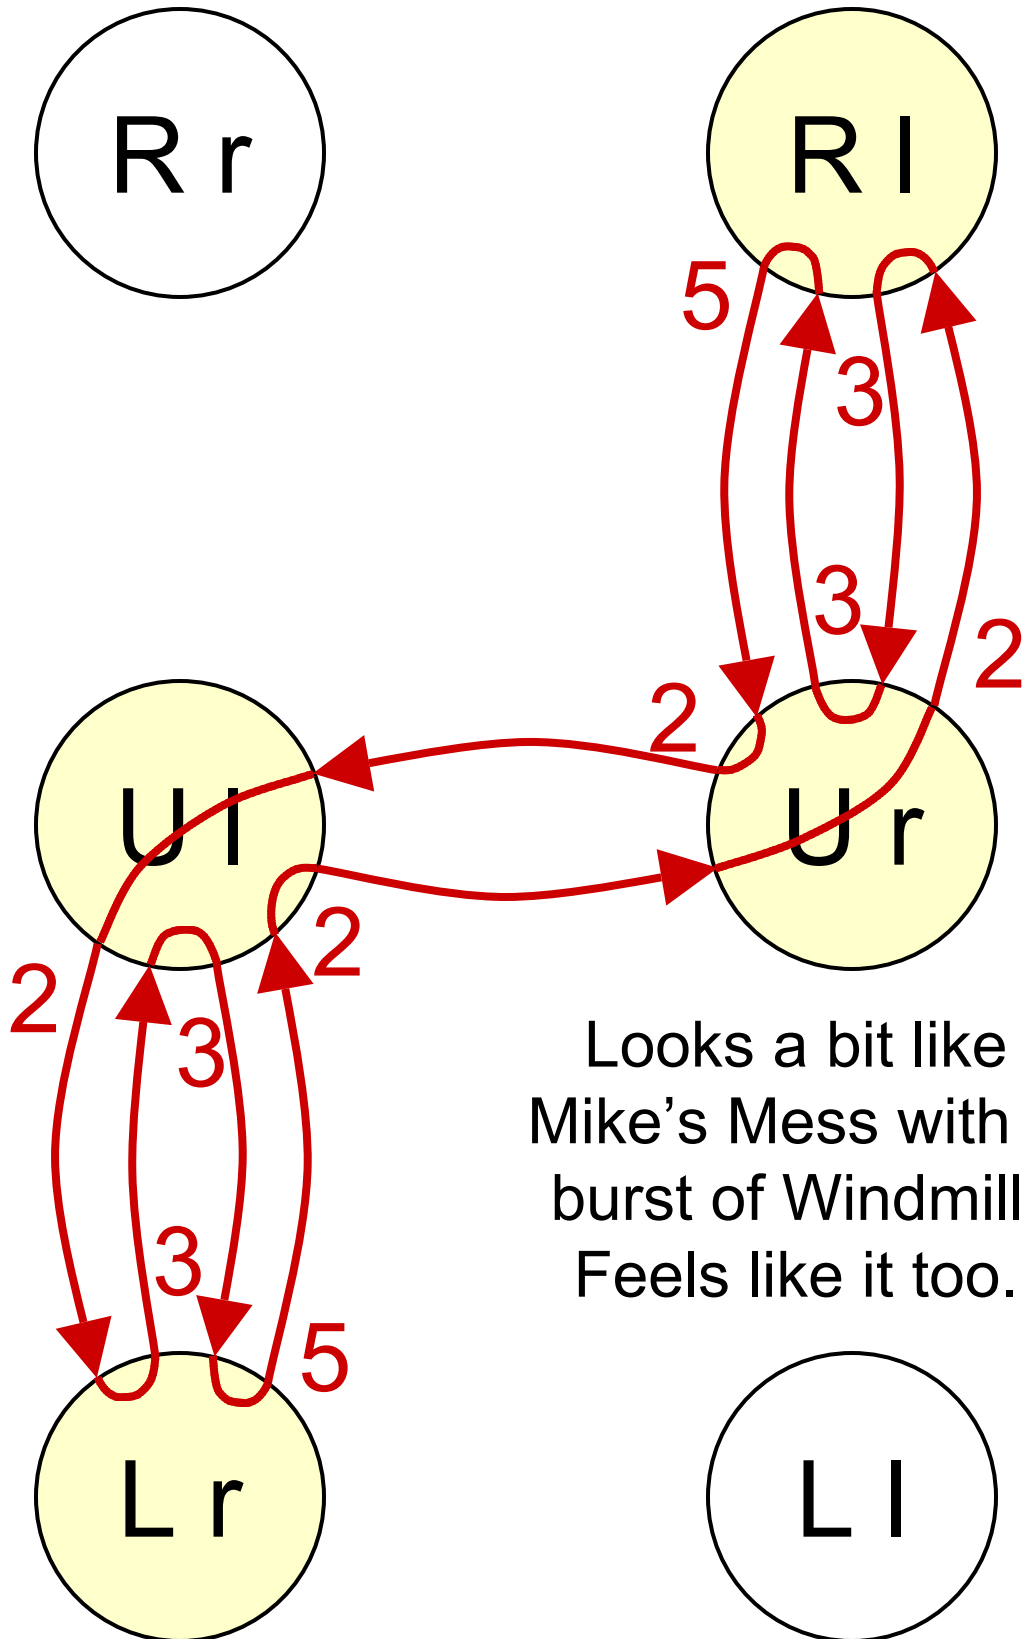 R r
R l
5
3
3
2
2
U l
U r
2
2
3
Looks a bit like
Mike’s Mess with
burst of Windmill
Feels like it too.
3
5
L r
L l